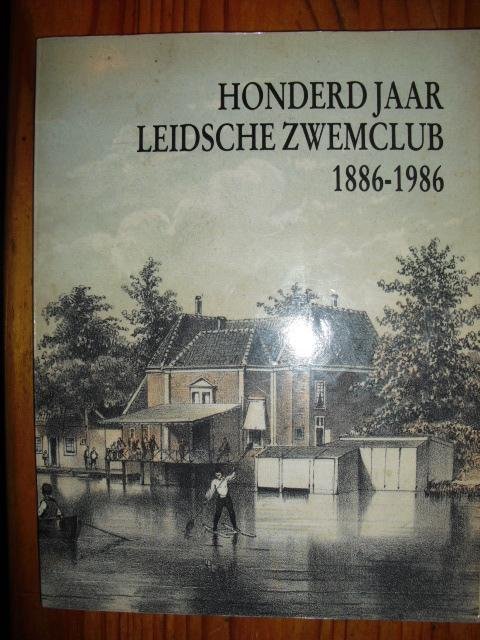 HONDERD JAAR
LEIDSCHE ZWEMCLUB
1886-1986